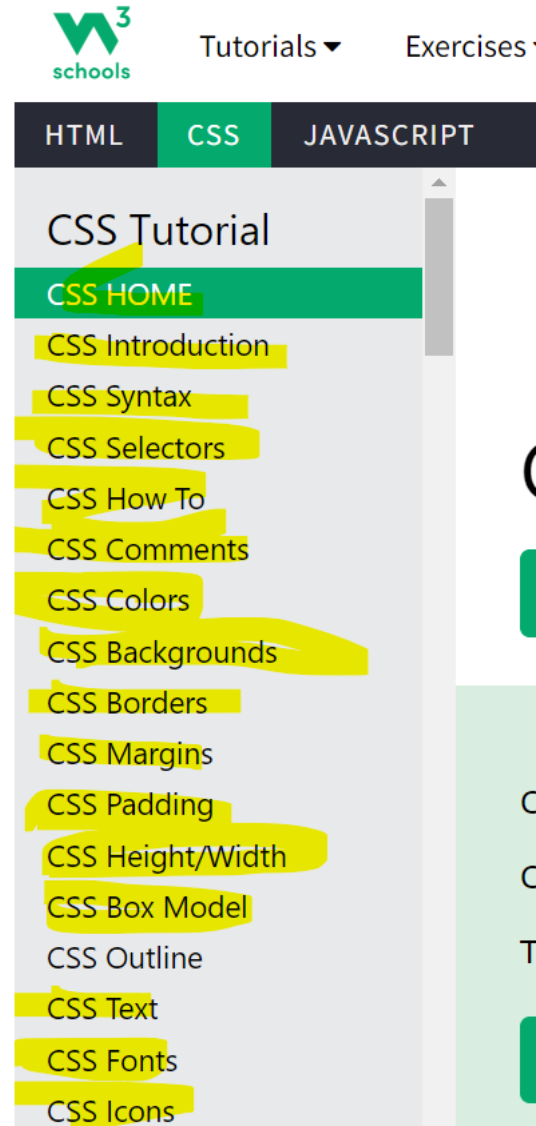 3
schools
Tutorials Exercises
HTML CSS JAVASCRIPT
CSS Tutorial
CSS HOME
CSS Introduction
CSS Syntax
CSS Selectors
CSS How To
CSS Comments
CSS Colors
CSS Backgrounds
CSS Borders
CSS Margins
CSS Padding
CSS Height/Width
CSS Box Model
CSS Outline
CSS Text
CSS Fonts
CSS Icons